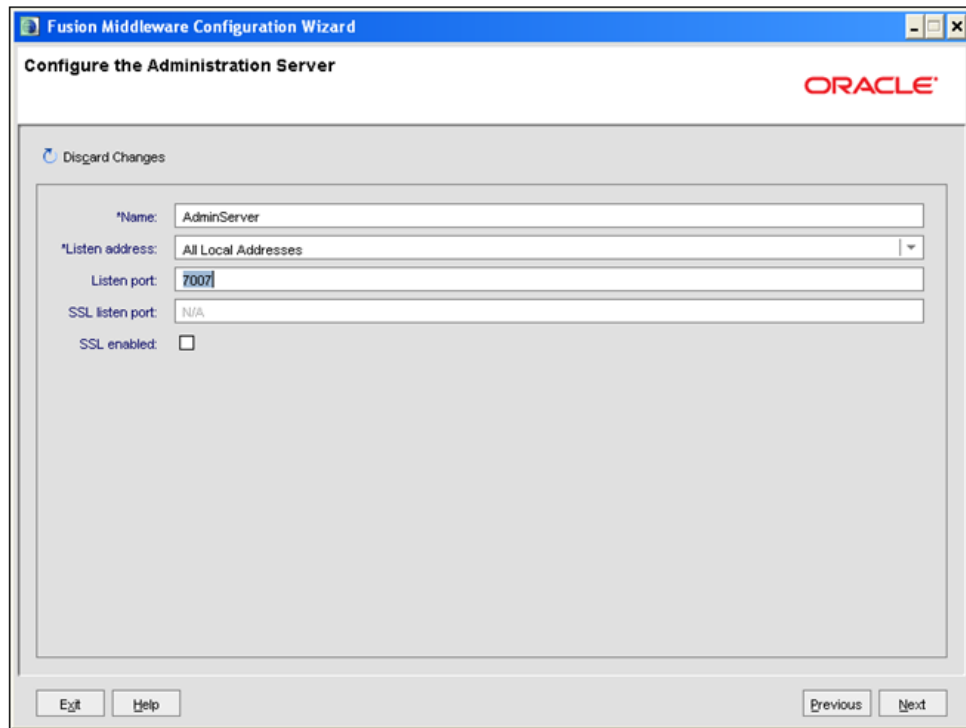 Fusion Middleware Configuration Wizard
Configure the Administration Server
ORACLE
Discard Changes
*Name: AdminServer
*Listen address: All Local Addresses
Listen port: 7007
SSL listen port: N/A
SSL enabled:
Exit Help Previous Next